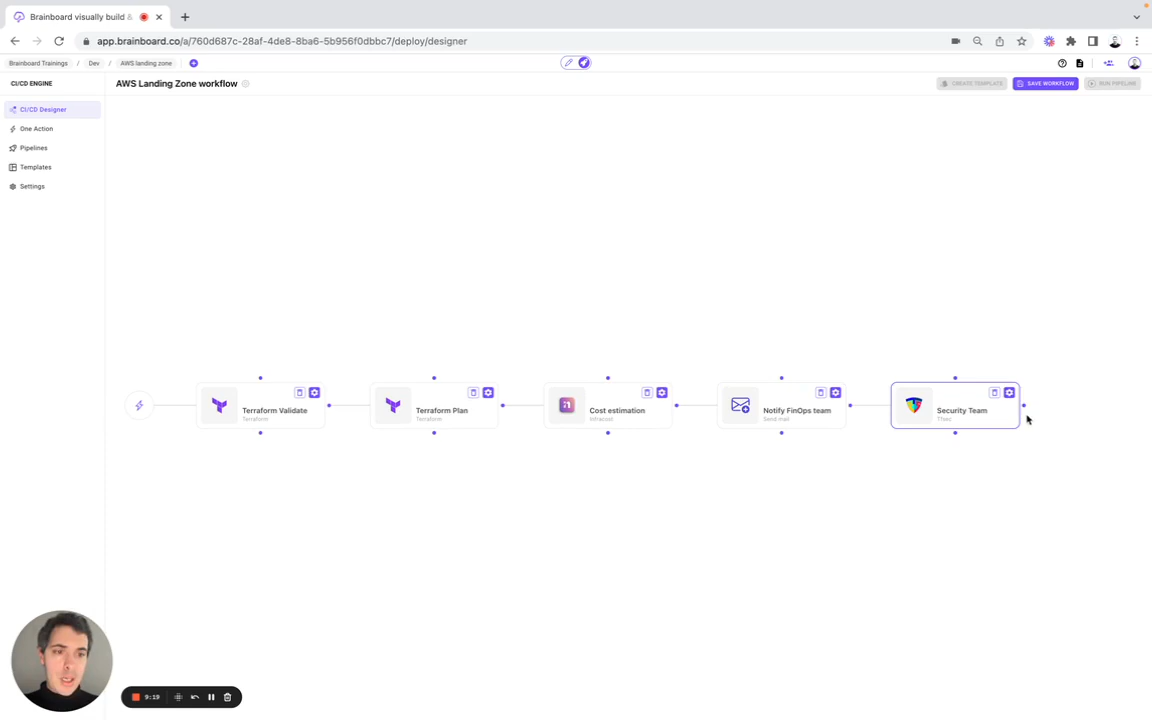 Brainboard visually build &
app.brainboard.co/a/760d687c-28af-4de8-8ba6-5b956f0dbbc7/deploy/designer
Brainboard Trainings / Dev / AWS landing zone
CI/CD ENGINE
AWS Landing Zone workflow
CREATE TEMPLATE
SAVE WORKFLOW
RUN PIPELINE
CI/CD Designer
One Action
Pipelines
Templates
Settings
Terraform Validate
Terraform
Terraform Plan
Terraform
Cost estimation
Infracost
Notify FinOps team
Send mail
Security Team
Tfsec
9:19